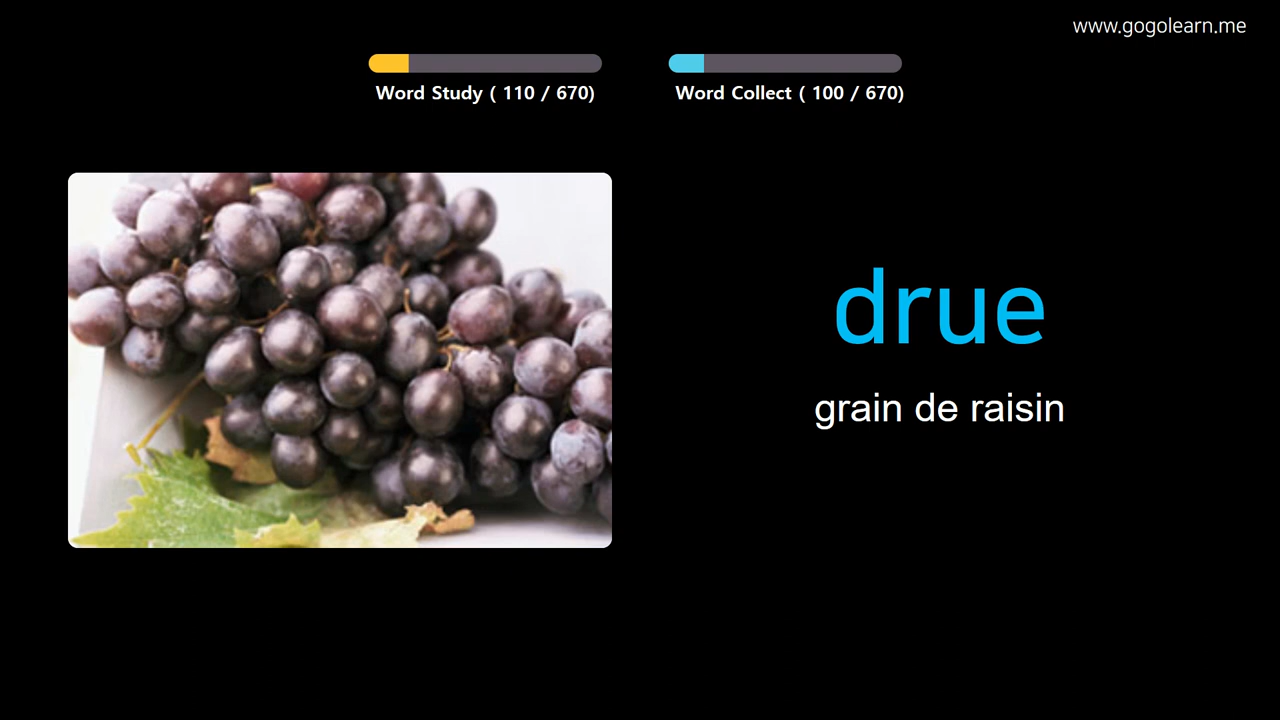 www.gogolearn.me
Word Study ( 110 / 670)
Word Collect ( 100 / 670)
drue
grain de raisin